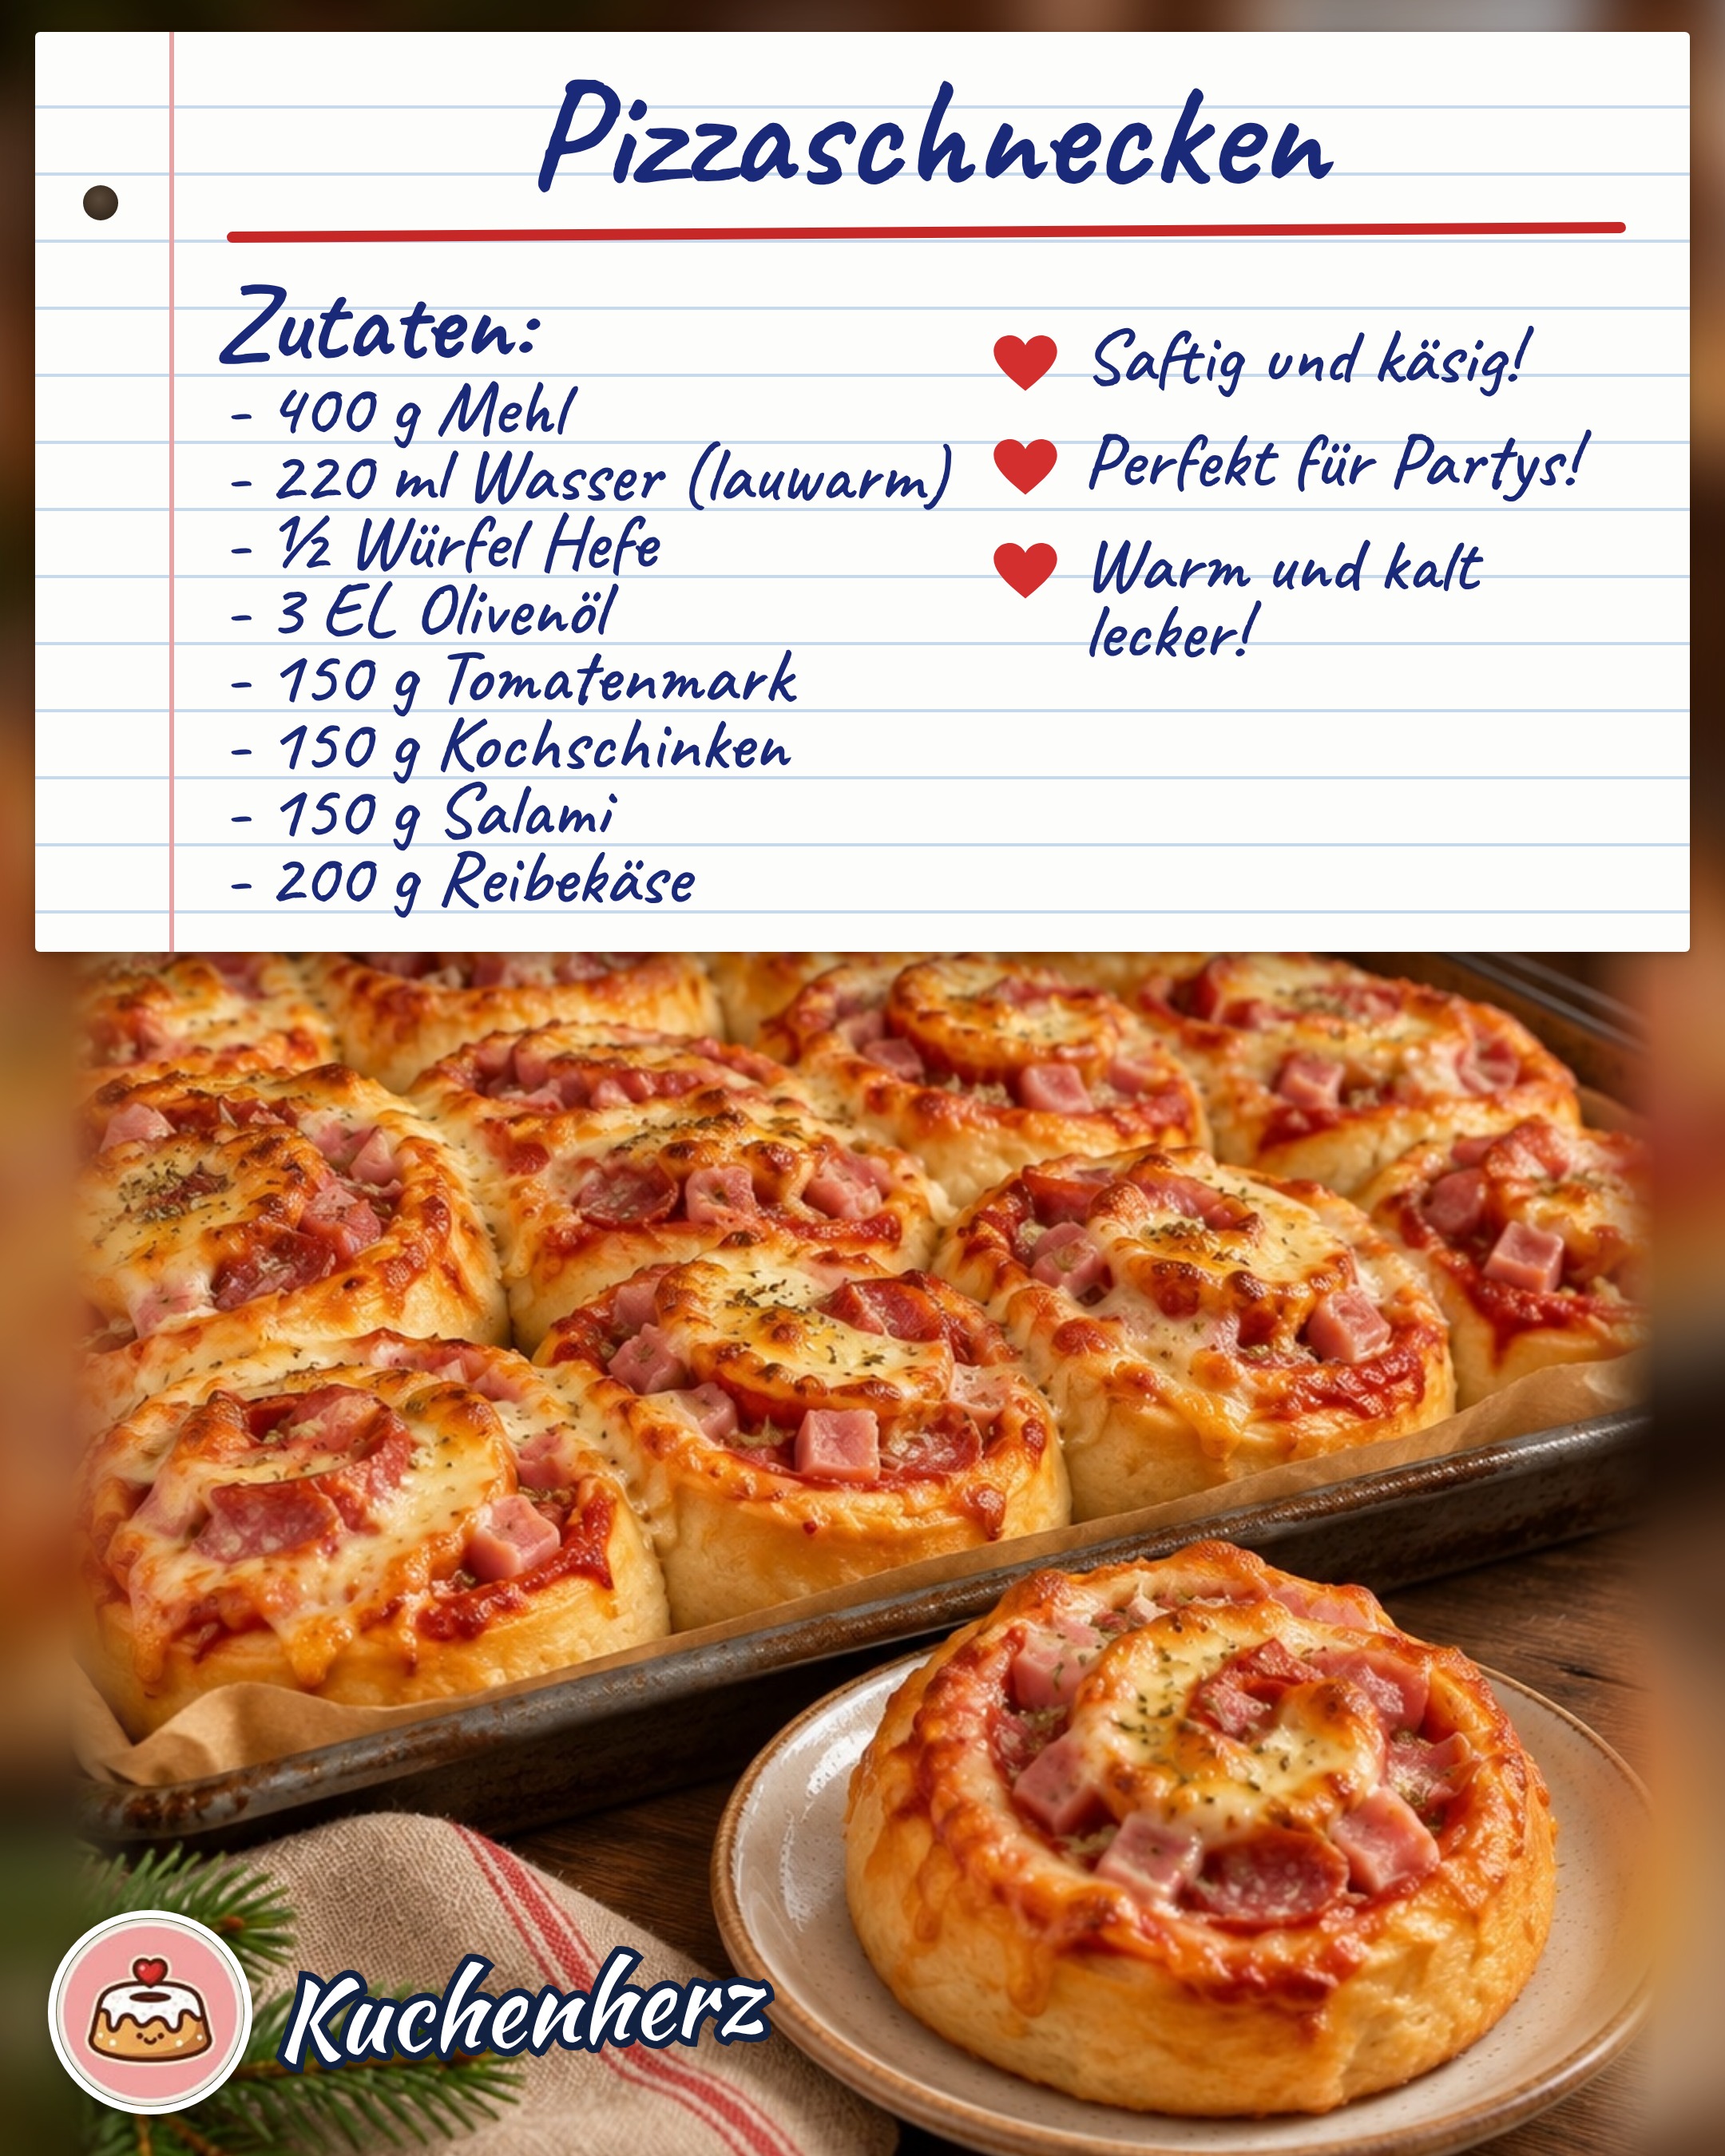 Pizzaschnecken
Zutaten:
- 400 g Mehl
- 220 ml Wasser (lauwarm)
- ½ Würfel Hefe
- 3 EL Olivenöl
- 150 g Tomatenmark
- 150 g Kochschinken
- 150 g Salami
- 200 g Reibekäse
Saftig und käsig!
Perfekt für Partys!
Warm und kalt
lecker!
Kuchenherz